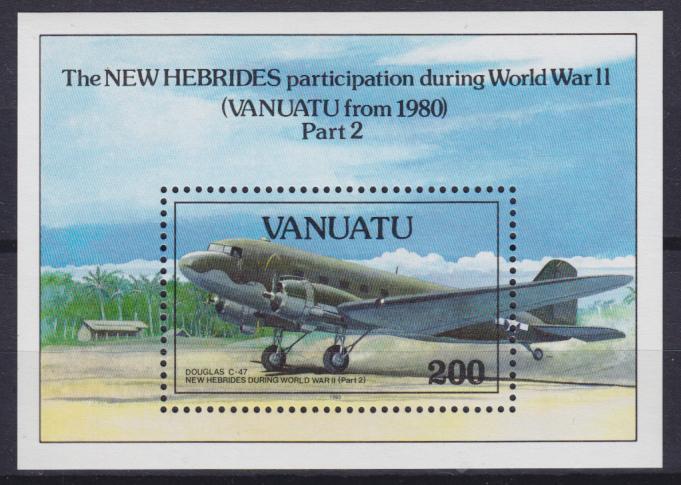 The NEW HEBRIDES participation during World War II
(VANUATU from 1980)
Part 2
VANUATU
DOUGLAS C-47
NEW HEBRIDES DURING WORLD WAR II (Part 2)
200